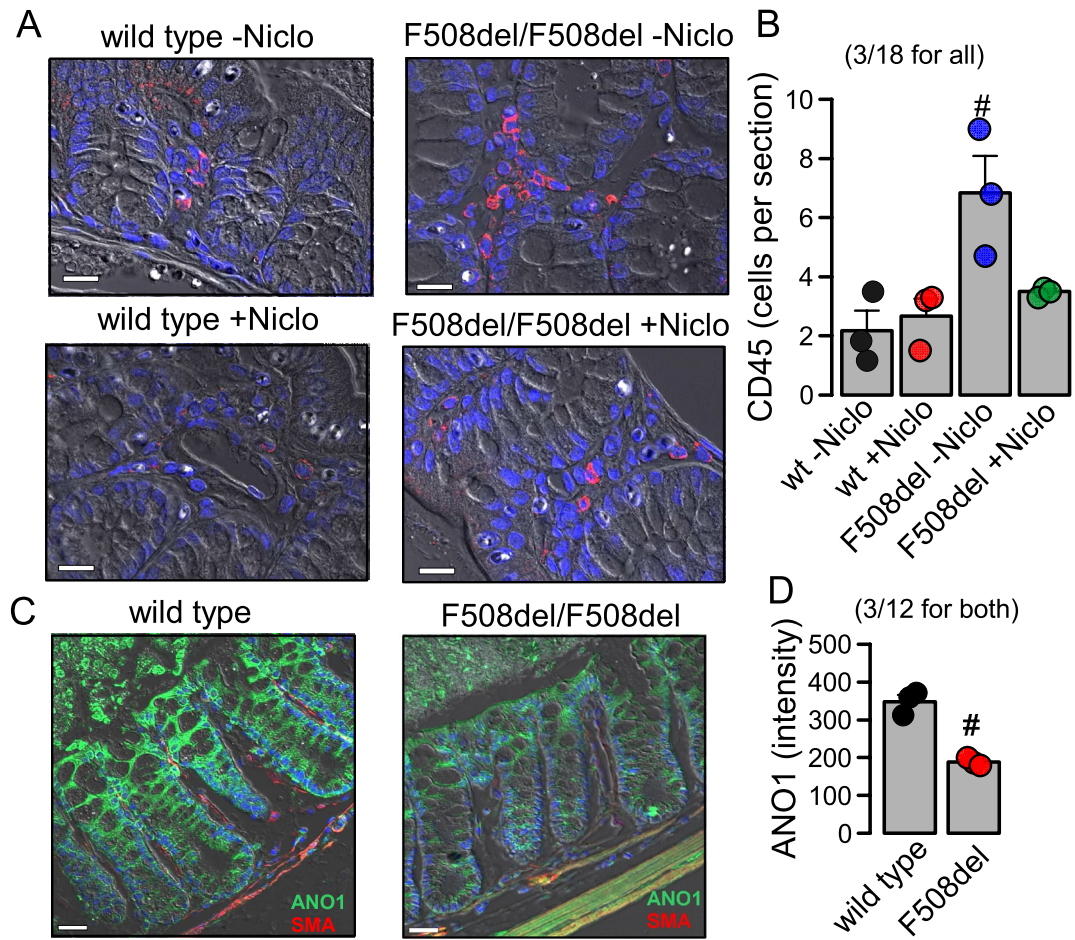 A
wild type -Niclo
F508del/F508del -Niclo
wild type +Niclo
F508del/F508del +Niclo
B
(3/18 for all)
CD45 (cells per section)
10
8
6
4
2
0
#
wt -Niclo
wt +Niclo
F508del -Niclo
F508del +Niclo
C
wild type
F508del/F508del
ANO1
SMA
ANO1
SMA
D
(3/12 for both)
ANO1 (intensity)
500
400
300
200
100
0
#
wild type
F508del